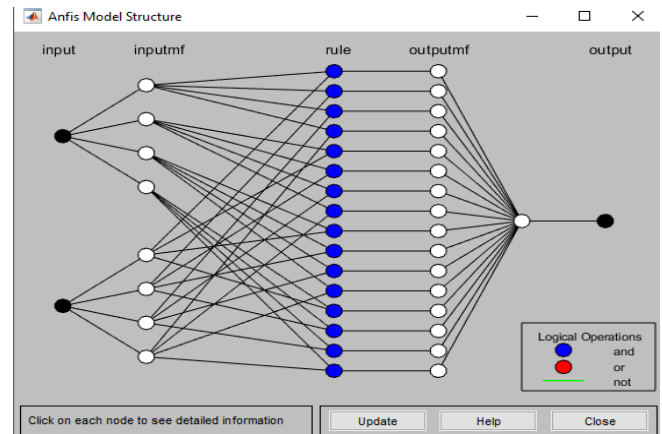 Anfis Model Structure
input inputmf rule outputmf output
Logical Operations
and
or
not
Click on each node to see detailed information
Update Help Close